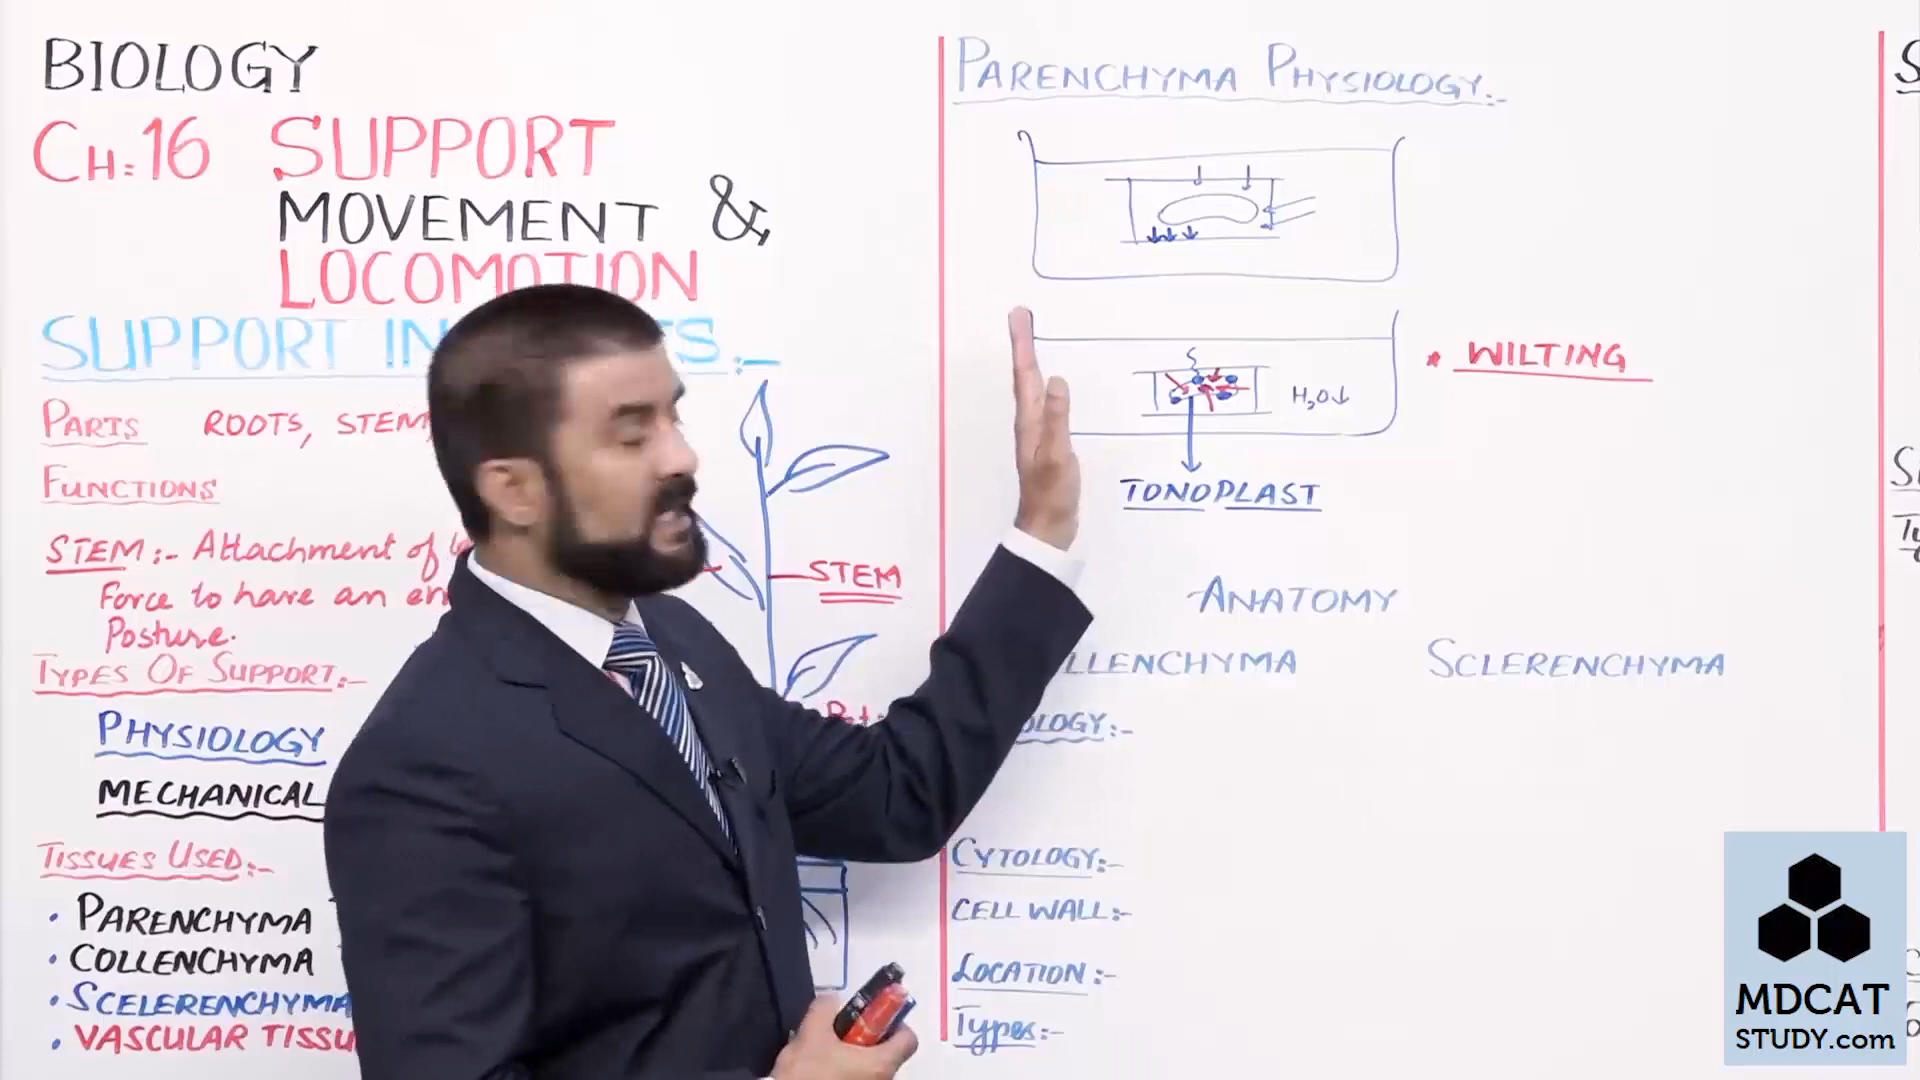 BIOLOGY
CH:16 SUPPORT
MOVEMENT &
LOCOMOTION
SUPPORT IN
PARTS ROOTS, STEM,
FUNCTIONS
STEM:- Attachment of
Force to have an
Posture.
TYPES OF SUPPORT:-
PHYSIOLOGY
MECHANICAL
TISSUES USED:-
• PARENCHYMA
• COLLENCHYMA
• SCELERENCHYMA
• VASCULAR
STEM
PARENCHYMA PHYSIOLOGY:-
H₂O↓
* WILTING
TONOPLAST
ANATOMY
LLENCHYMA SCLERENCHYMA
OLOGY:-
CYTOLOGY:-
CELL WALL:-
LOCATION:-
Types:-
MDCAT
STUDY.com